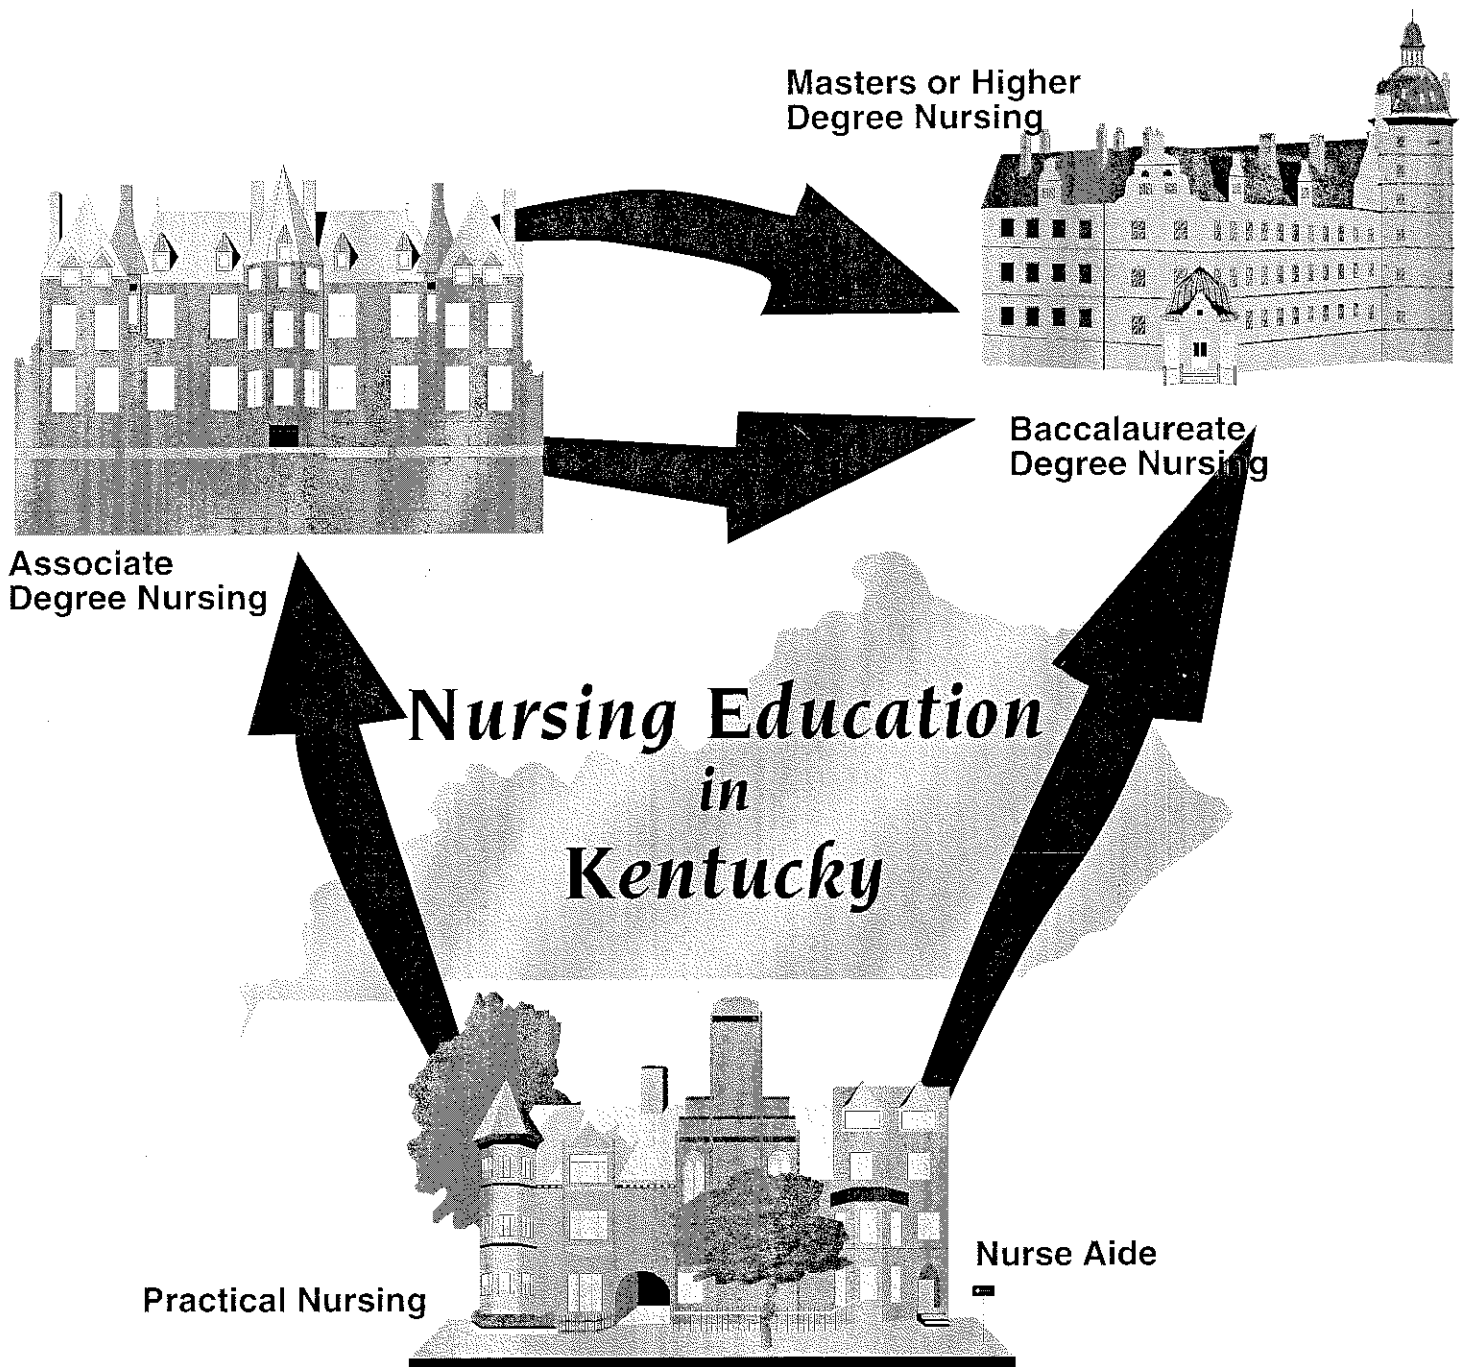 Masters or Higher
Degree Nursing
Baccalaureate
Degree Nursing
Associate
Degree Nursing
Nursing Education
in
Kentucky
Nurse Aide
Practical Nursing